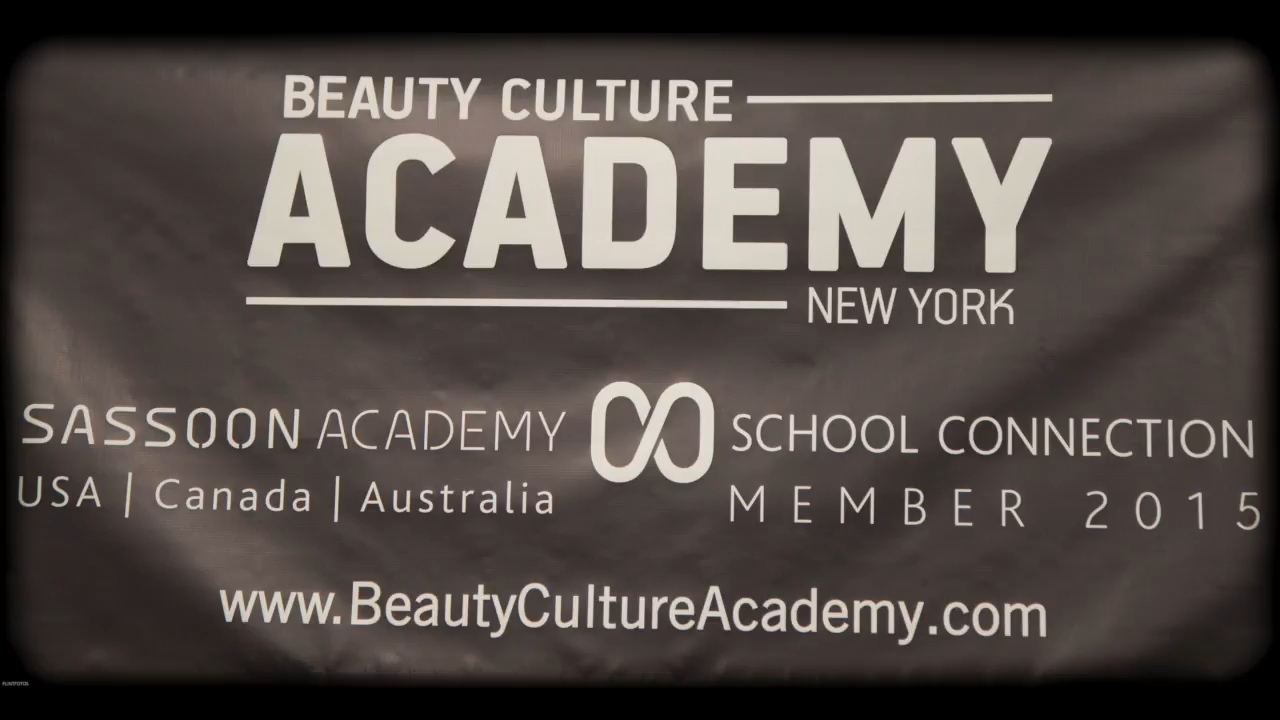 BEAUTY CULTURE
ACADEMY
NEW YORK
SASSOON ACADEMY SCHOOL CONNECTION
USA | Canada | Australia MEMBER 2015
www.BeautyCultureAcademy.com